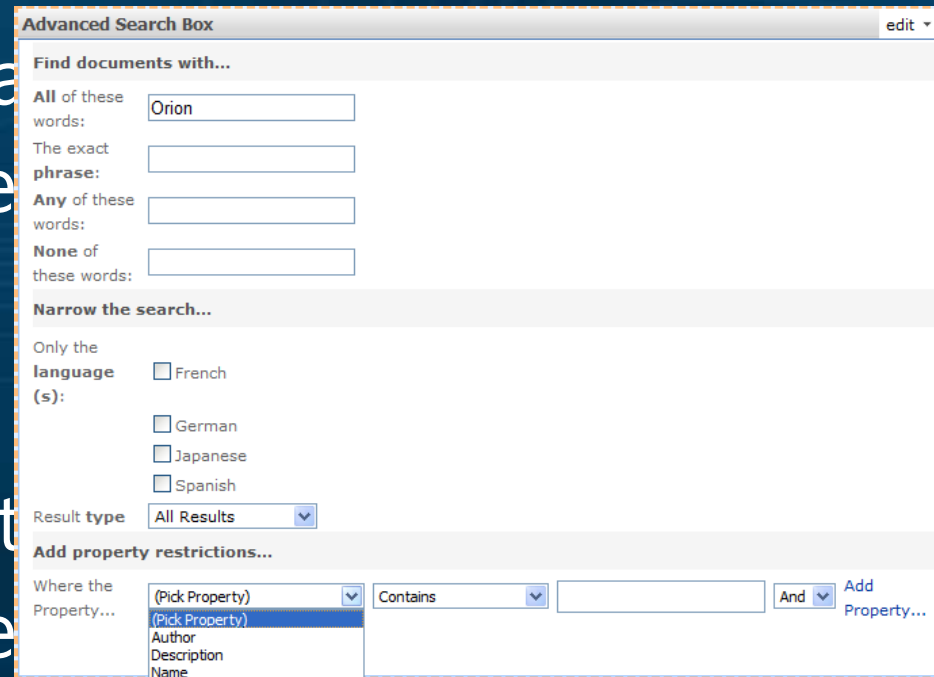 Advanced Search Box edit
Find documents with...
All of these
words:
Orion
The exact
phrase:
Any of these
words:
None of
these words:
Narrow the search...
Only the
language
(s):
French
German
Japanese
Spanish
Result type All Results
Add property restrictions...
Where the
Property...
(Pick Property) Contains And Add
Property...
(Pick Property)
Author
Description
Name